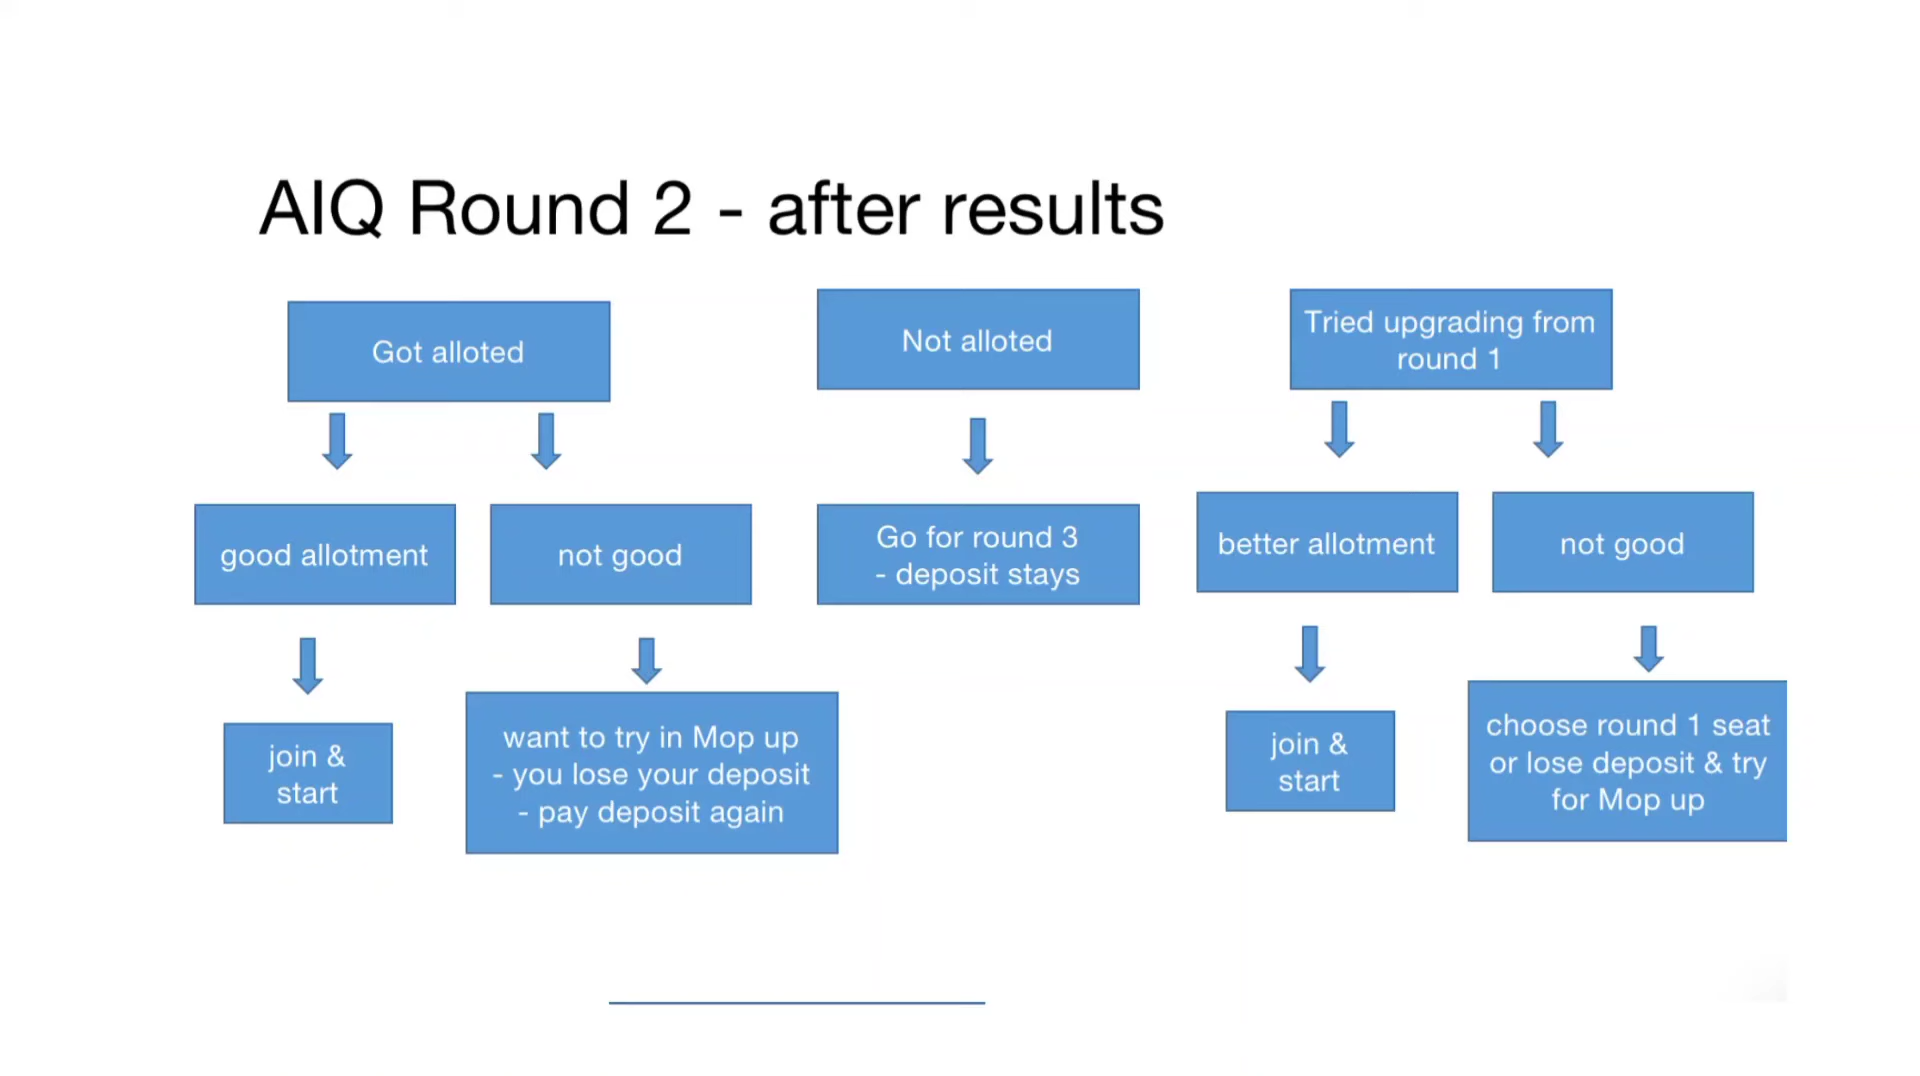 AIQ Round 2 - after results
Got alloted
good allotment
not good
join &
start
want to try in Mop up
- you lose your deposit
- pay deposit again
Not alloted
Go for round 3
- deposit stays
Tried upgrading from
round 1
better allotment
not good
join &
start
choose round 1 seat
or lose deposit & try
for Mop up